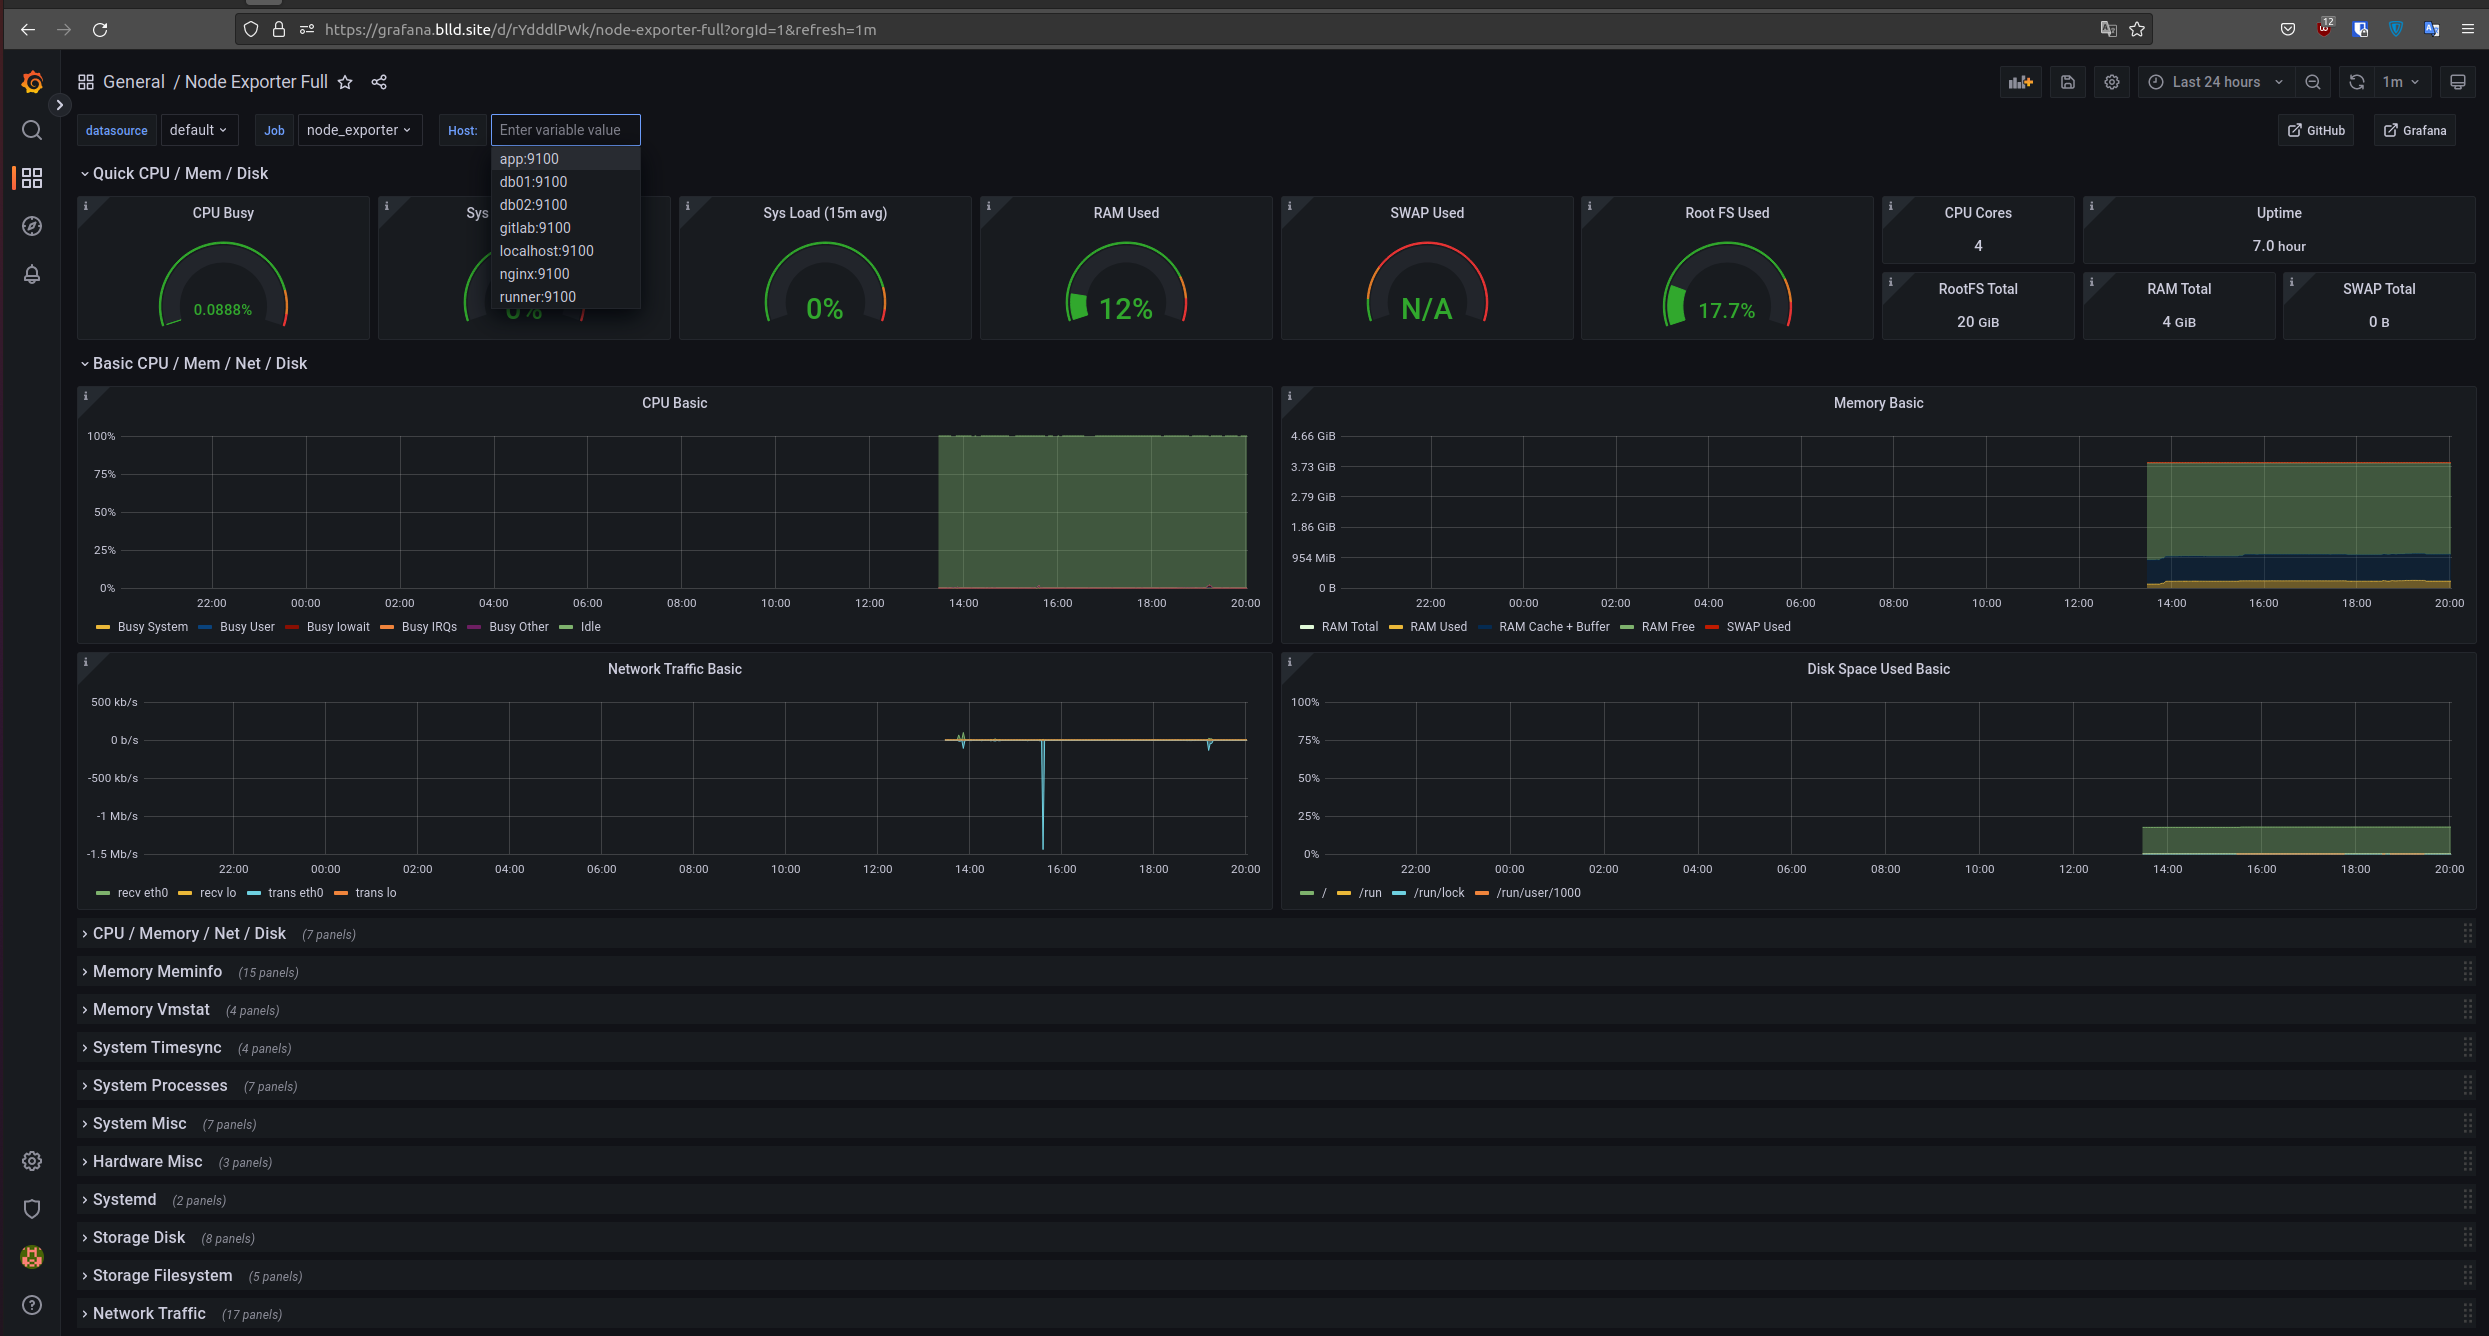 https://grafana.blld.site/d/rYdddlPWk/node-exporter-full?orgId=1&refresh=1m
12
General / Node Exporter Full
Last 24 hours
1m
datasource default Job node_exporter Host: Enter variable value
GitHub Grafana
app:9100
db01:9100
db02:9100
gitlab:9100
localhost:9100
nginx:9100
runner:9100
Quick CPU / Mem / Disk
CPU Busy
0.0888%
Sys
0%
Sys Load (15m avg)
0%
RAM Used
12%
SWAP Used
N/A
Root FS Used
17.7%
CPU Cores
4
Uptime
7.0 hour
RootFS Total
20 GiB
RAM Total
4 GiB
SWAP Total
0 B
Basic CPU / Mem / Net / Disk
CPU Basic
100%
75%
50%
25%
0%
22:00 00:00 02:00 04:00 06:00 08:00 10:00 12:00 14:00 16:00 18:00 20:00
Busy System Busy User Busy Iowait Busy IRQs Busy Other Idle
Memory Basic
4.66 GiB
3.73 GiB
2.79 GiB
1.86 GiB
954 MiB
0 B
22:00 00:00 02:00 04:00 06:00 08:00 10:00 12:00 14:00 16:00 18:00 20:00
RAM Total RAM Used RAM Cache + Buffer RAM Free SWAP Used
Network Traffic Basic
500 kb/s
0 b/s
-500 kb/s
-1 Mb/s
-1.5 Mb/s
22:00 00:00 02:00 04:00 06:00 08:00 10:00 12:00 14:00 16:00 18:00 20:00
recv eth0 recv lo trans eth0 trans lo
Disk Space Used Basic
100%
75%
50%
25%
0%
22:00 00:00 02:00 04:00 06:00 08:00 10:00 12:00 14:00 16:00 18:00 20:00
/ /run /run/lock /run/user/1000
CPU / Memory / Net / Disk (7 panels)
Memory Meminfo (15 panels)
Memory Vmstat (4 panels)
System Timesync (4 panels)
System Processes (7 panels)
System Misc (7 panels)
Hardware Misc (3 panels)
Systemd (2 panels)
Storage Disk (8 panels)
Storage Filesystem (5 panels)
Network Traffic (17 panels)